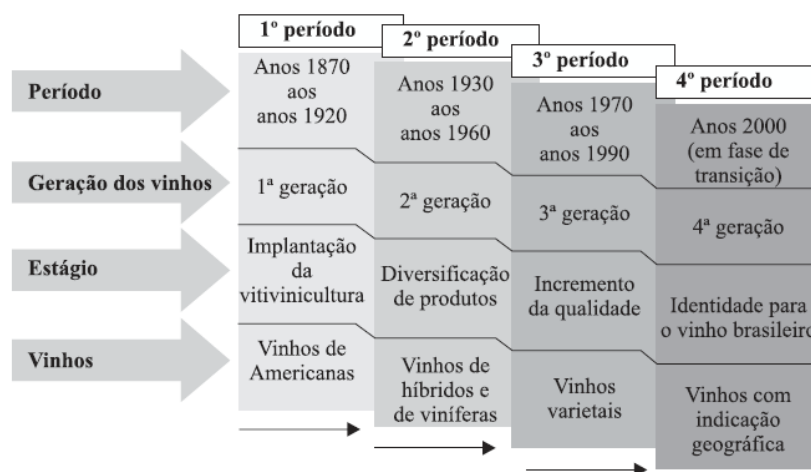 1º período
2º período
3º período
4º período
Período
Anos 1870
aos
anos 1920
Anos 1930
aos
anos 1960
Anos 1970
aos
anos 1990
Anos 2000
(em fase de
transição)
Geração dos vinhos
1ª geração
2ª geração
3ª geração
4ª geração
Estágio
Implantação
da
vitivinicultura
Diversificação
de produtos
Incremento
da qualidade
Identidade para
o vinho brasileiro
Vinhos
Vinhos de
Americanas
Vinhos de
híbridos e
de viníferas
Vinhos
varietais
Vinhos com
indicação
geográfica